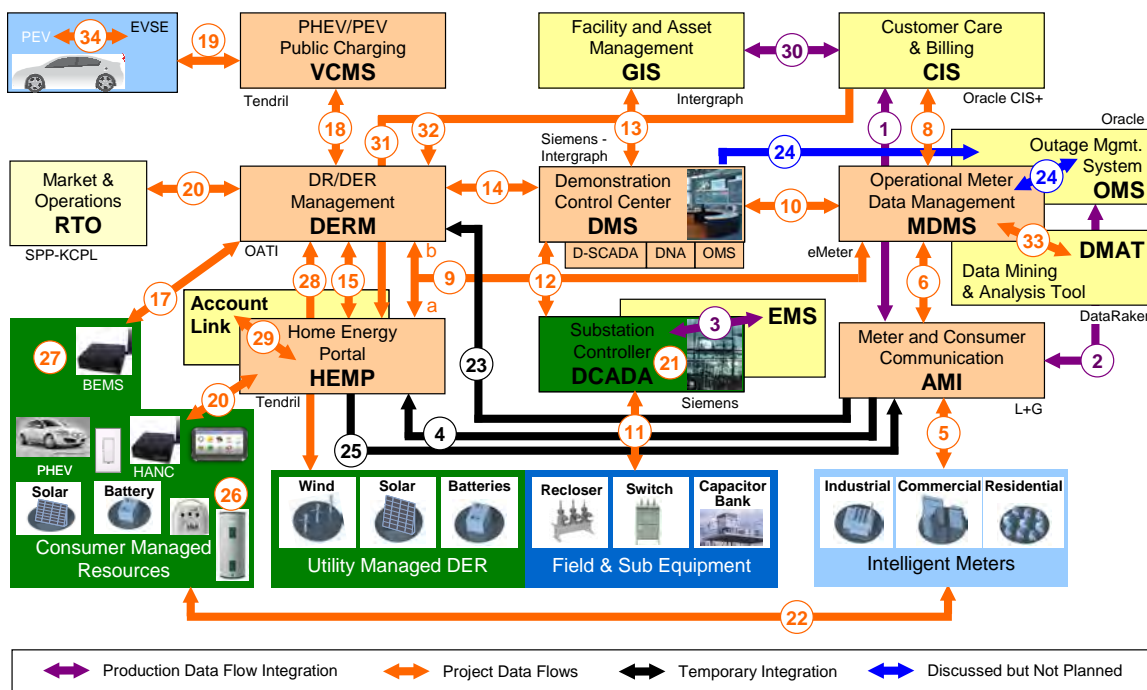 PEV
34
EVSE
19
PHEV/PEV
Public Charging
VCMS
Tendril
Facility and Asset
Management
GIS
Intergraph
30
Customer Care
& Billing
CIS
Oracle CIS+
18
31
32
13
Siemens -
Intergraph
1
8
Oracle
24
Outage Mgmt.
System
OMS
24
Market &
Operations
RTO
SPP-KCPL
20
DR/DER
Management
DERM
OATI
14
Demonstration
Control Center
DMS
D-SCADA
DNA
OMS
10
Operational Meter
Data Management
MDMS
eMeter
33
DMAT
Data Mining
& Analysis Tool
DataRaker
17
28
15
b
9
a
12
6
Account
Link
29
Home Energy
Portal
HEMP
Tendril
23
Substation
Controller
DCADA
21
3
EMS
Siemens
Meter and Consumer
Communication
AMI
L+G
2
27
BEMS
20
4
25
11
5
PHEV
HANC
Solar
Battery
26
Consumer Managed
Resources
Wind
Solar
Batteries
Utility Managed DER
Recloser
Switch
Capacitor
Bank
Field & Sub Equipment
Industrial
Commercial
Residential
Intelligent Meters
22
Production Data Flow Integration
Project Data Flows
Temporary Integration
Discussed but Not Planned